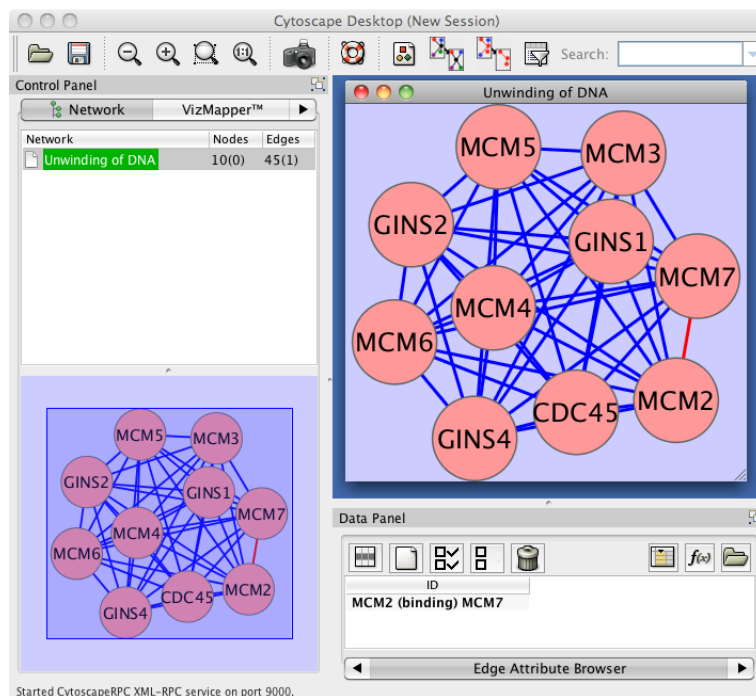 Cytoscape Desktop (New Session)
1:1
Search:
Control Panel
Network VizMapper™
Network Nodes Edges
Unwinding of DNA 10(0) 45(1)
MCM5
MCM3
GINS2
GINS1
MCM7
MCM4
MCM6
MCM2
CDC45
GINS4
Unwinding of DNA
MCM5
MCM3
GINS2
GINS1
MCM7
MCM4
MCM6
MCM2
CDC45
GINS4
Data Panel
f(x)
ID
MCM2 (binding) MCM7
Edge Attribute Browser
Started CytoscapeRPC XML-RPC service on port 9000.